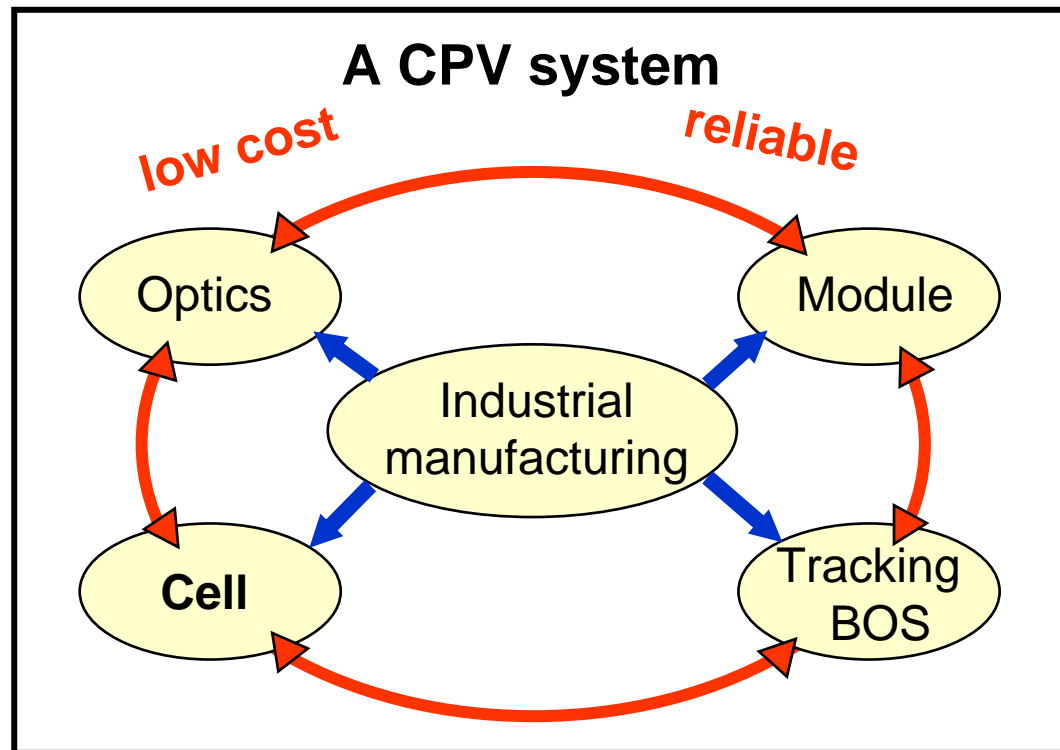 A CPV system
low cost
reliable
Optics
Module
Industrial
manufacturing
Cell
Tracking
BOS